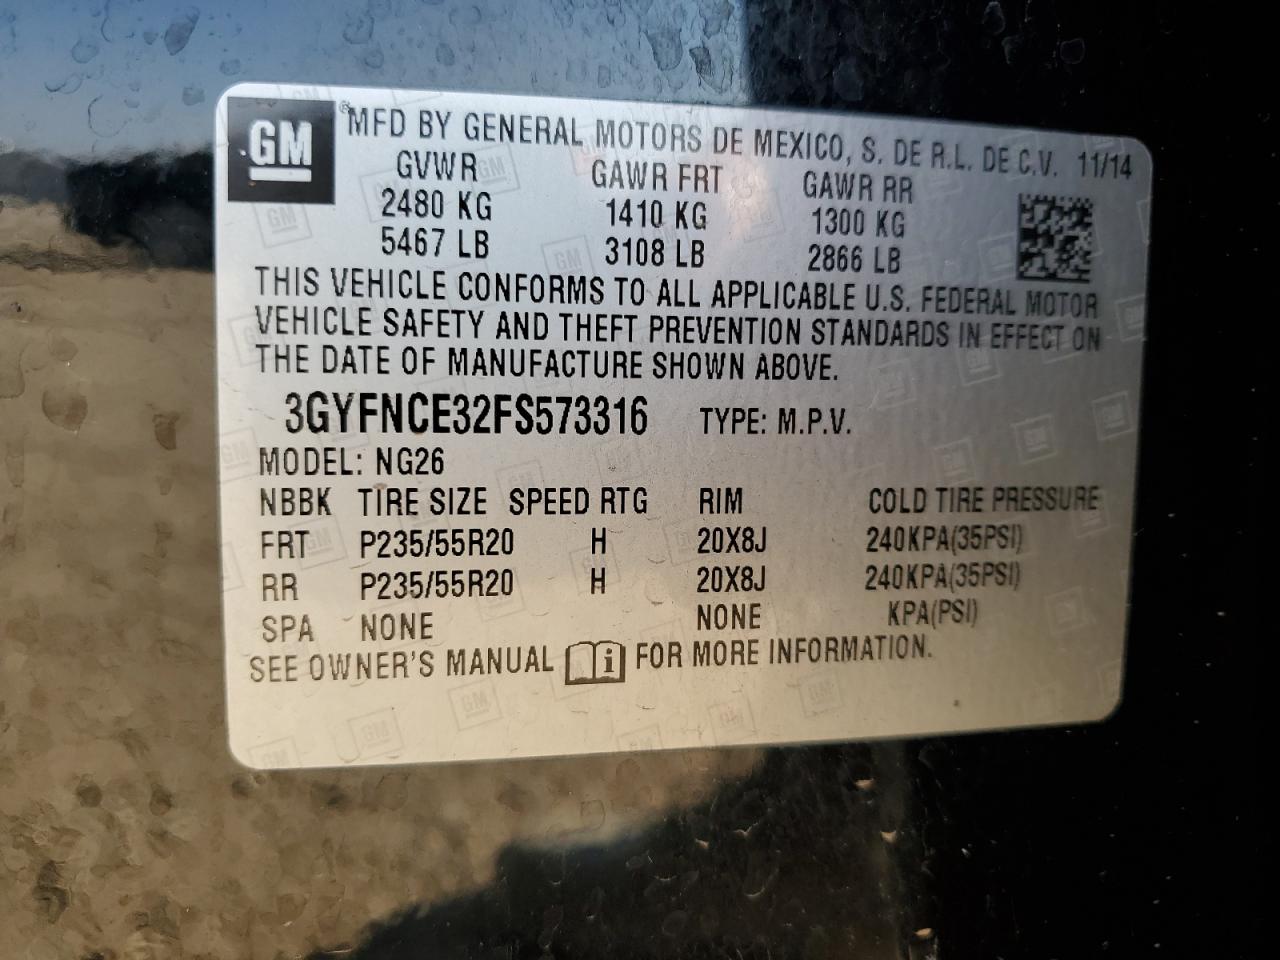 GM ® MFD BY GENERAL MOTORS DE MEXICO, S. DE R.L. DE C.V. 11/14
GVWR GAWR FRT GAWR RR
2480 KG 1410 KG 1300 KG
5467 LB 3108 LB 2866 LB
THIS VEHICLE CONFORMS TO ALL APPLICABLE U.S. FEDERAL MOTOR
VEHICLE SAFETY AND THEFT PREVENTION STANDARDS IN EFFECT ON
THE DATE OF MANUFACTURE SHOWN ABOVE.
3GYFNCE32FS573316 TYPE: M.P.V.
MODEL: NG26
NBBK TIRE SIZE SPEED RTG RIM COLD TIRE PRESSURE
FRT P235/55R20 H 20X8J 240KPA(35PSI)
RR P235/55R20 H 20X8J 240KPA(35PSI)
SPA NONE NONE KPA(PSI)
SEE OWNER'S MANUAL i FOR MORE INFORMATION.